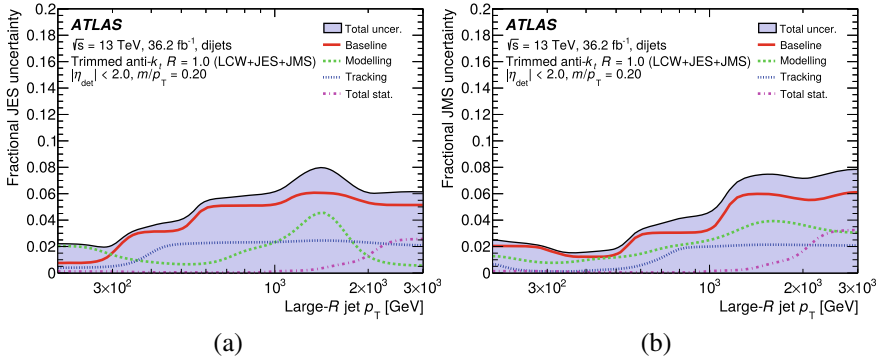 Fractional JES uncertainty
0.2
0.18
0.16
0.14
0.12
0.1
0.08
0.06
0.04
0.02
0
ATLAS
√s = 13 TeV, 36.2 fb⁻¹, dijets
Trimmed anti-kₜ R = 1.0 (LCW+JES+JMS)
|η_det| < 2.0, m/p_T = 0.20
Total uncer.
Baseline
Modelling
Tracking
Total stat.
3×10² 10³ 2×10³ 3×10³
Large-R jet p_T [GeV]
(a)
Fractional JMS uncertainty
0.2
0.18
0.16
0.14
0.12
0.1
0.08
0.06
0.04
0.02
0
ATLAS
√s = 13 TeV, 36.2 fb⁻¹, dijets
Trimmed anti-kₜ R = 1.0 (LCW+JES+JMS)
|η_det| < 2.0, m/p_T = 0.20
Total uncer.
Baseline
Modelling
Tracking
Total stat.
3×10² 10³ 2×10³ 3×10³
Large-R jet p_T [GeV]
(b)